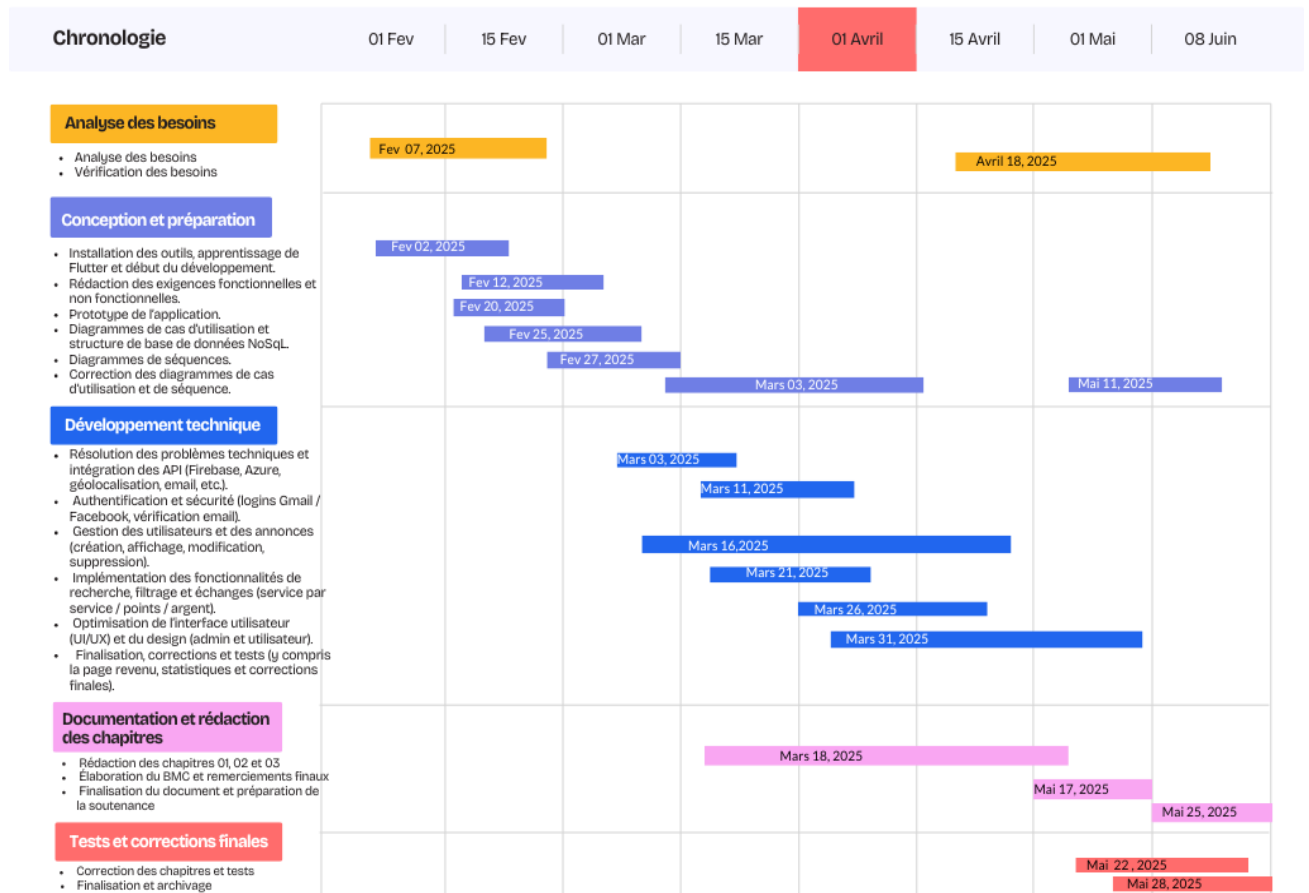 Chronologie
01 Fev
15 Fev
01 Mar
15 Mar
01 Avril
15 Avril
01 Mai
08 Juin
Analyse des besoins
• Analyse des besoins
• Vérification des besoins
Fev 07, 2025
Avril 18, 2025
Conception et préparation
• Installation des outils, apprentissage de
Flutter et début du développement.
• Rédaction des exigences fonctionnelles et
non fonctionnelles.
• Prototype de l'application.
• Diagrammes de cas d'utilisation et
structure de base de données NoSqL.
• Diagrammes de séquences.
• Correction des diagrammes de cas
d'utilisation et de séquence.
Fev 02, 2025
Fev 12, 2025
Fev 20, 2025
Fev 25, 2025
Fev 27, 2025
Mars 03, 2025
Mai 11, 2025
Développement technique
• Résolution des problèmes techniques et
intégration des API (Firebase, Azure,
géolocalisation, email, etc.).
• Authentification et sécurité (logins Gmail /
Facebook, vérification email).
• Gestion des utilisateurs et des annonces
(création, affichage, modification,
suppression).
• Implémentation des fonctionnalités de
recherche, filtrage et échanges (service par
service / points / argent).
• Optimisation de l'interface utilisateur
(UI/UX) et du design (admin et utilisateur).
• Finalisation, corrections et tests (y compris
la page revenu, statistiques et corrections
finales).
Mars 03, 2025
Mars 11, 2025
Mars 16,2025
Mars 21, 2025
Mars 26, 2025
Mars 31, 2025
Documentation et rédaction
des chapitres
• Rédaction des chapitres 01, 02 et 03
• Élaboration du BMC et remerciements finaux
• Finalisation du document et préparation de
la soutenance
Mars 18, 2025
Mai 17, 2025
Mai 25, 2025
Tests et corrections finales
• Correction des chapitres et tests
• Finalisation et archivage
Mai 22 , 2025
Mai 28, 2025